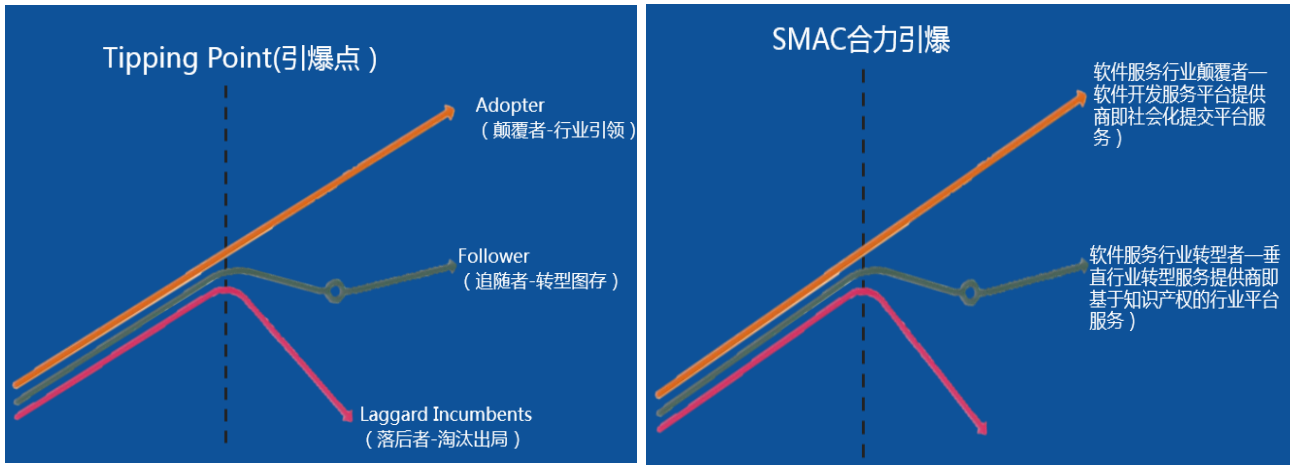 Tipping Point(引爆点）
Adopter
（颠覆者-行业引领）
Follower
（追随者-转型图存）
Laggard Incumbents
（落后者-淘汰出局）
SMAC合力引爆
软件服务行业颠覆者—
软件开发服务平台提供
商即社会化提交平台服
务）
软件服务行业转型者—垂
直行业转型服务提供商即
基于知识产权的行业平台
服务）